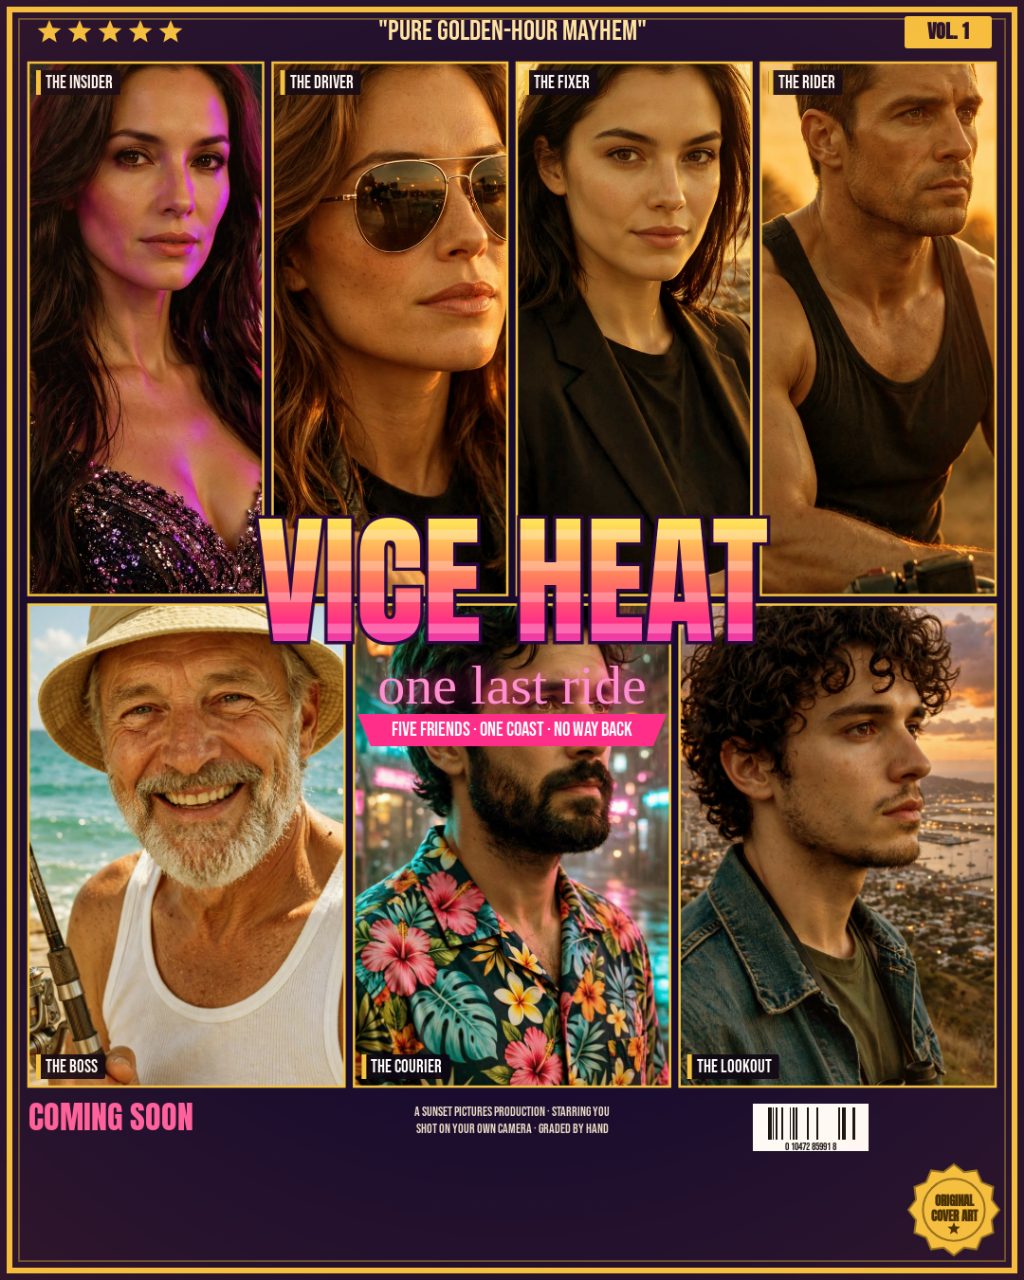 "PURE GOLDEN-HOUR MAYHEM"
VOL. 1
THE INSIDER
THE DRIVER
THE FIXER
THE RIDER
VICE HEAT
one last ride
FIVE FRIENDS · ONE COAST · NO WAY BACK
THE BOSS
THE COURIER
THE LOOKOUT
COMING SOON
A SUNSET PICTURES PRODUCTION · STARRING YOU
SHOT ON YOUR OWN CAMERA · GRADED BY HAND
0 10472 85991 8
ORIGINAL
COVER ART